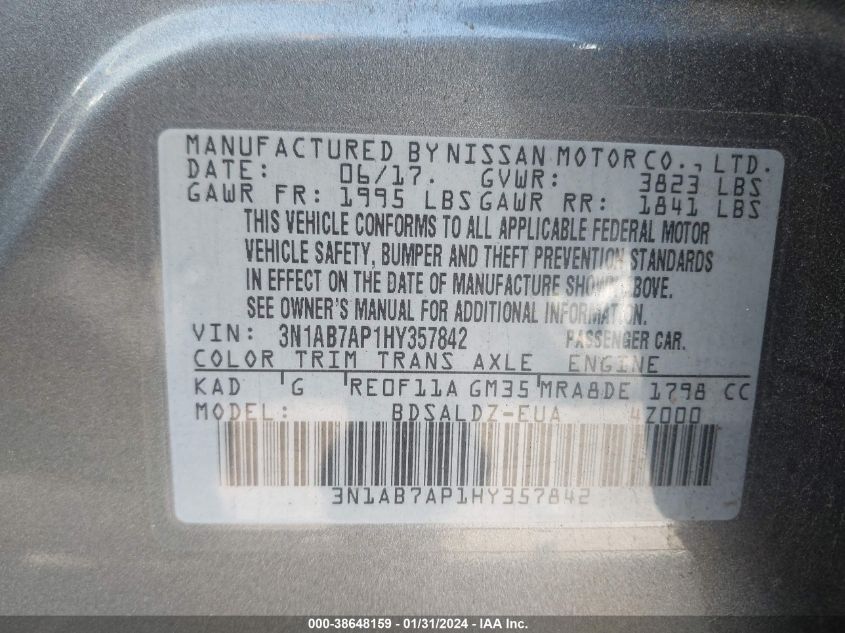 MANUFACTURED BY NISSAN MOTOR CO., LTD.
DATE: 06/17. GVWR: 3823 LBS
GAWR FR: 1995 LBS GAWR RR: 1841 LBS
THIS VEHICLE CONFORMS TO ALL APPLICABLE FEDERAL MOTOR
VEHICLE SAFETY, BUMPER AND THEFT PREVENTION STANDARDS
IN EFFECT ON THE DATE OF MANUFACTURE SHOWN ABOVE.
SEE OWNER'S MANUAL FOR ADDITIONAL INFORMATION.
VIN: 3N1AB7AP1HY357842 PASSENGER CAR.
COLOR TRIM TRANS AXLE ENGINE
KAD G RE0F11A GM35 MRA8DE 1798 CC
MODEL: BDSALDZ-EUA 4Z000
3N1AB7AP1HY357842
000-38648159 - 01/31/2024 - IAA Inc.